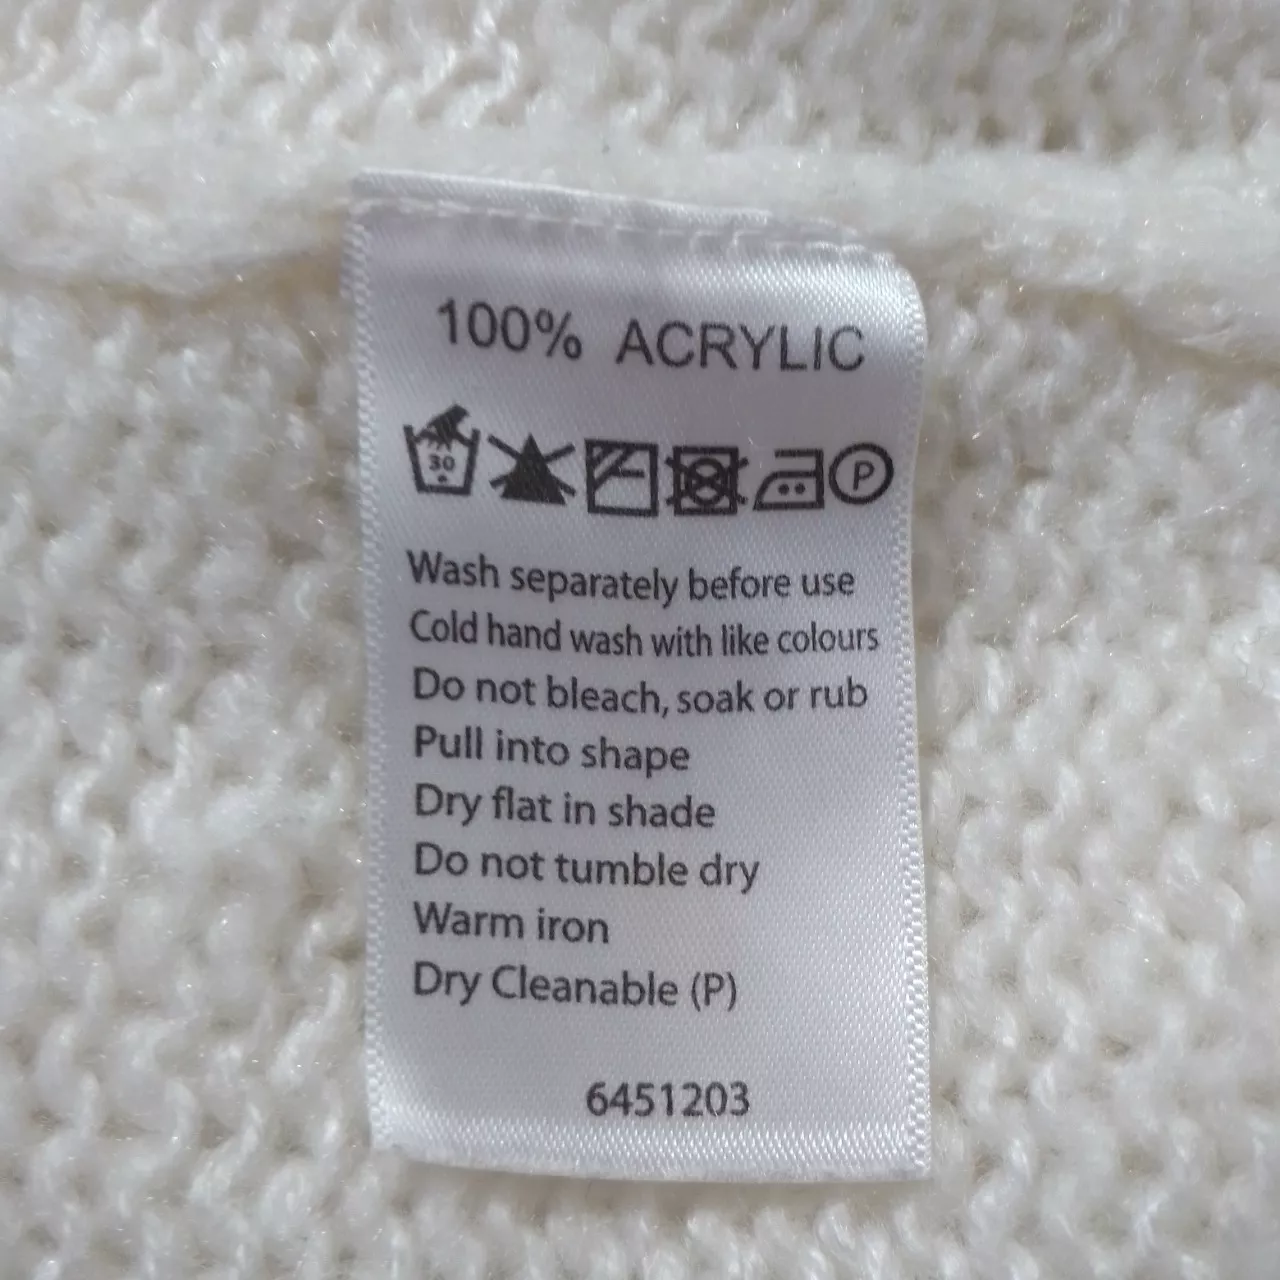 100% ACRYLIC
30
P
Wash separately before use
Cold hand wash with like colours
Do not bleach, soak or rub
Pull into shape
Dry flat in shade
Do not tumble dry
Warm iron
Dry Cleanable (P)
6451203